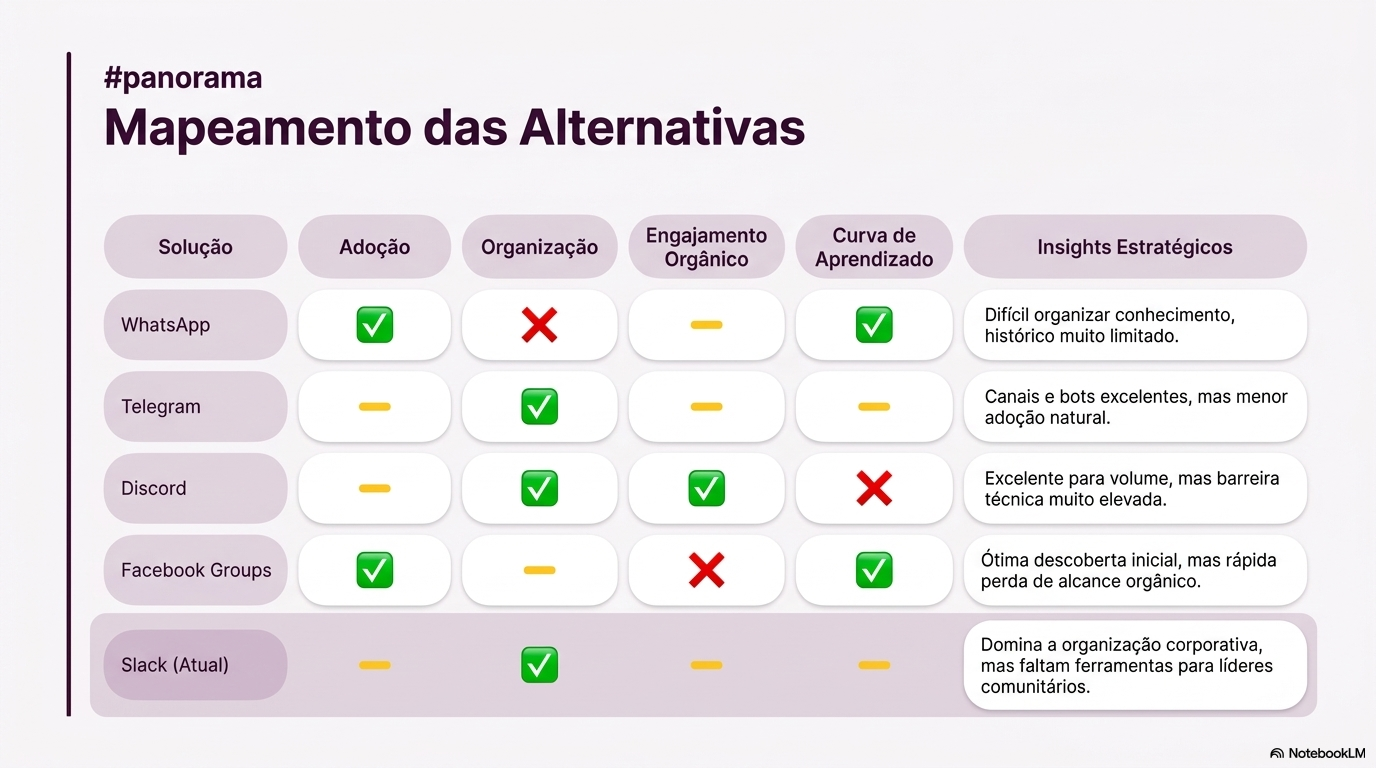 #panorama
Mapeamento das Alternativas
Solução
Adoção
Organização
Engajamento
Orgânico
Curva de
Aprendizado
Insights Estratégicos
WhatsApp
Difícil organizar conhecimento,
histórico muito limitado.
Telegram
Canais e bots excelentes, mas menor
adoção natural.
Discord
Excelente para volume, mas barreira
técnica muito elevada.
Facebook Groups
Ótima descoberta inicial, mas rápida
perda de alcance orgânico.
Slack (Atual)
Domina a organização corporativa,
mas faltam ferramentas para líderes
comunitários.
NotebookLM